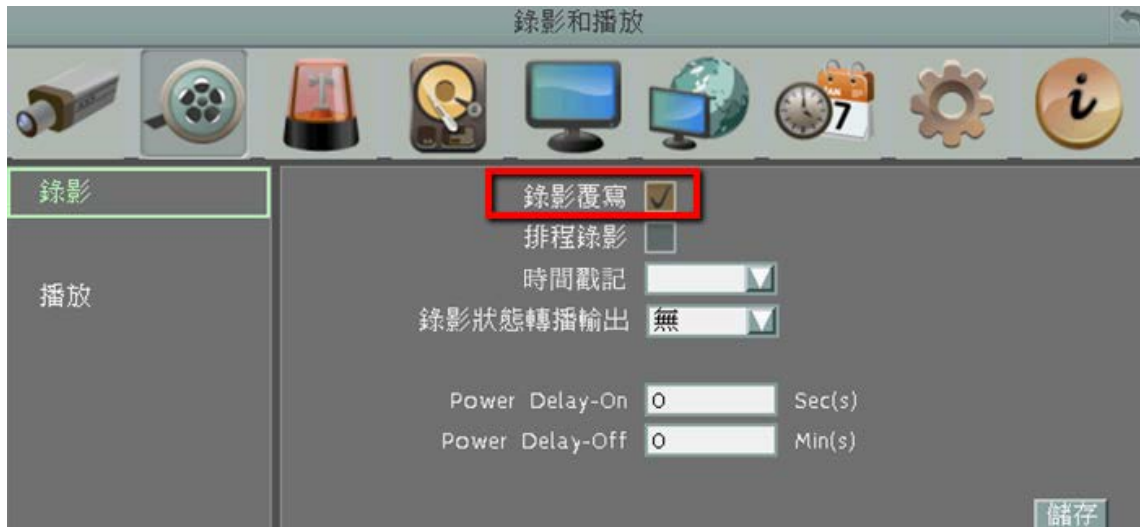 錄影和播放
JAN
7
錄影
錄影覆寫
排程錄影
播放
時間戳記
錄影狀態轉播輸出 無
Power Delay-On 0 Sec(s)
Power Delay-Off 0 Min(s)
儲存